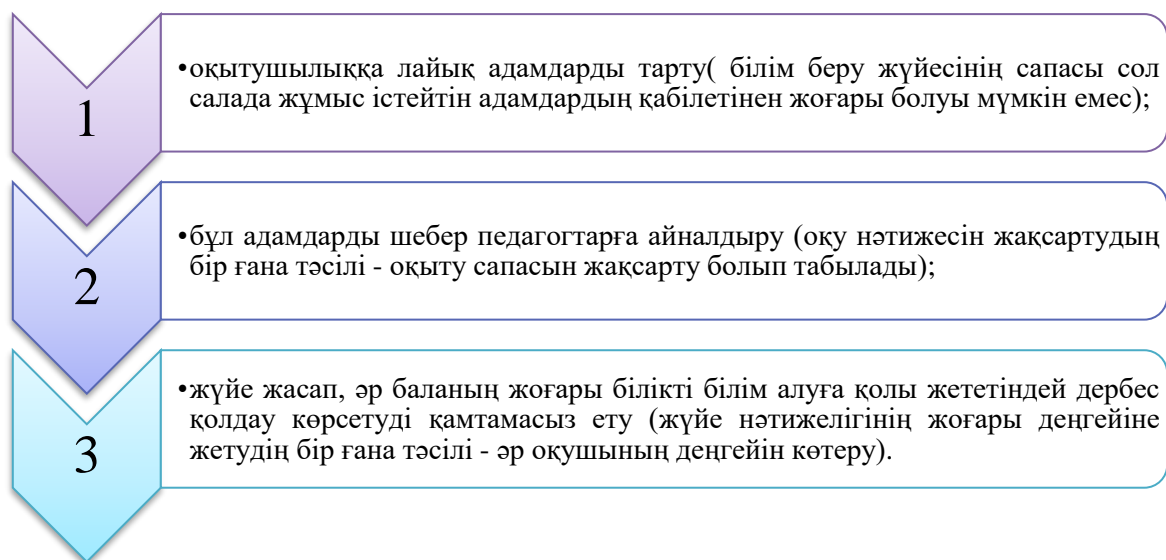 1
•оқытушылыққа лайық адамдарды тарту( білім беру жүйесінің сапасы сол
салада жұмыс істейтін адамдардың қабілетінен жоғары болуы мүмкін емес);
2
•бұл адамдарды шебер педагогтарға айналдыру (оқу нәтижесін жақсартудың
бір ғана тәсілі - оқыту сапасын жақсарту болып табылады);
3
•жүйе жасап, әр баланың жоғары білікті білім алуға қолы жететіндей дербес
қолдау көрсетуді қамтамасыз ету (жүйе нәтижелігінің жоғары деңгейіне
жетудің бір ғана тәсілі - әр оқушының деңгейін көтеру).